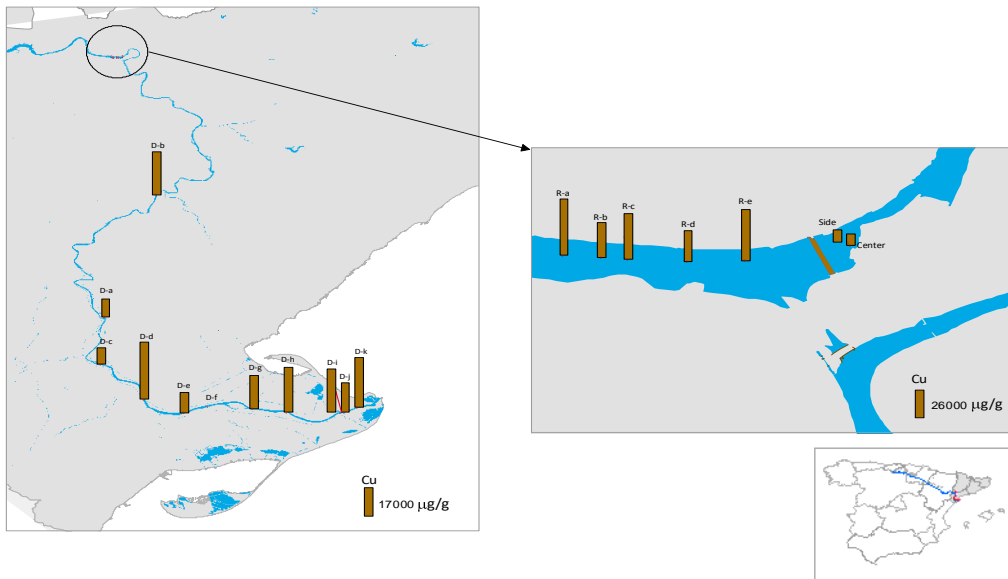 D-b
D-a
D-c
D-d
D-e
D-f
D-g
D-h
D-i
D-j
D-k
Cu
17000 µg/g
R-a
R-b
R-c
R-d
R-e
Side
Center
Cu
26000 µg/g